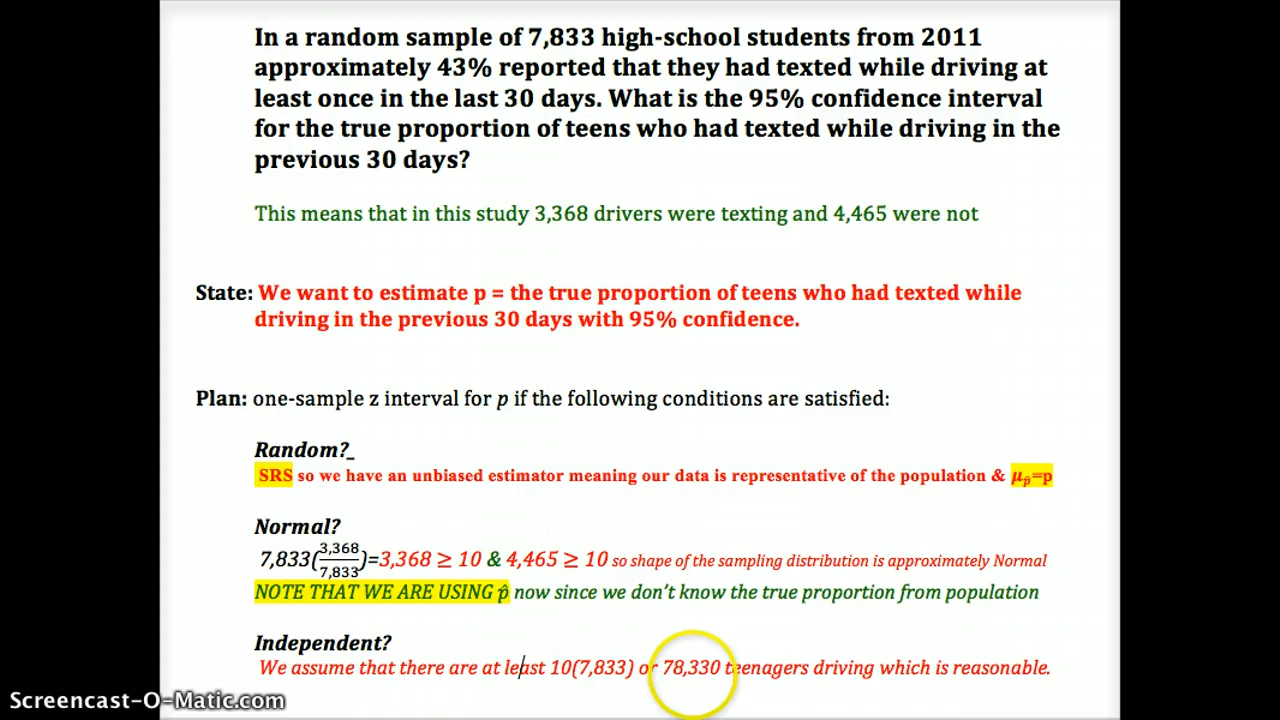 In a random sample of 7,833 high-school students from 2011
approximately 43% reported that they had texted while driving at
least once in the last 30 days. What is the 95% confidence interval
for the true proportion of teens who had texted while driving in the
previous 30 days?
This means that in this study 3,368 drivers were texting and 4,465 were not
State: We want to estimate p = the true proportion of teens who had texted while
driving in the previous 30 days with 95% confidence.
Plan: one-sample z interval for p if the following conditions are satisfied:
Random?_
SRS so we have an unbiased estimator meaning our data is representative of the population & μ_p̂=p
Normal?
7,833(3,368/7,833)=3,368 ≥ 10 & 4,465 ≥ 10 so shape of the sampling distribution is approximately Normal
NOTE THAT WE ARE USING p̂ now since we don't know the true proportion from population
Independent?
We assume that there are at least 10(7,833) or 78,330 teenagers driving which is reasonable.
Screencast-O-Matic.com